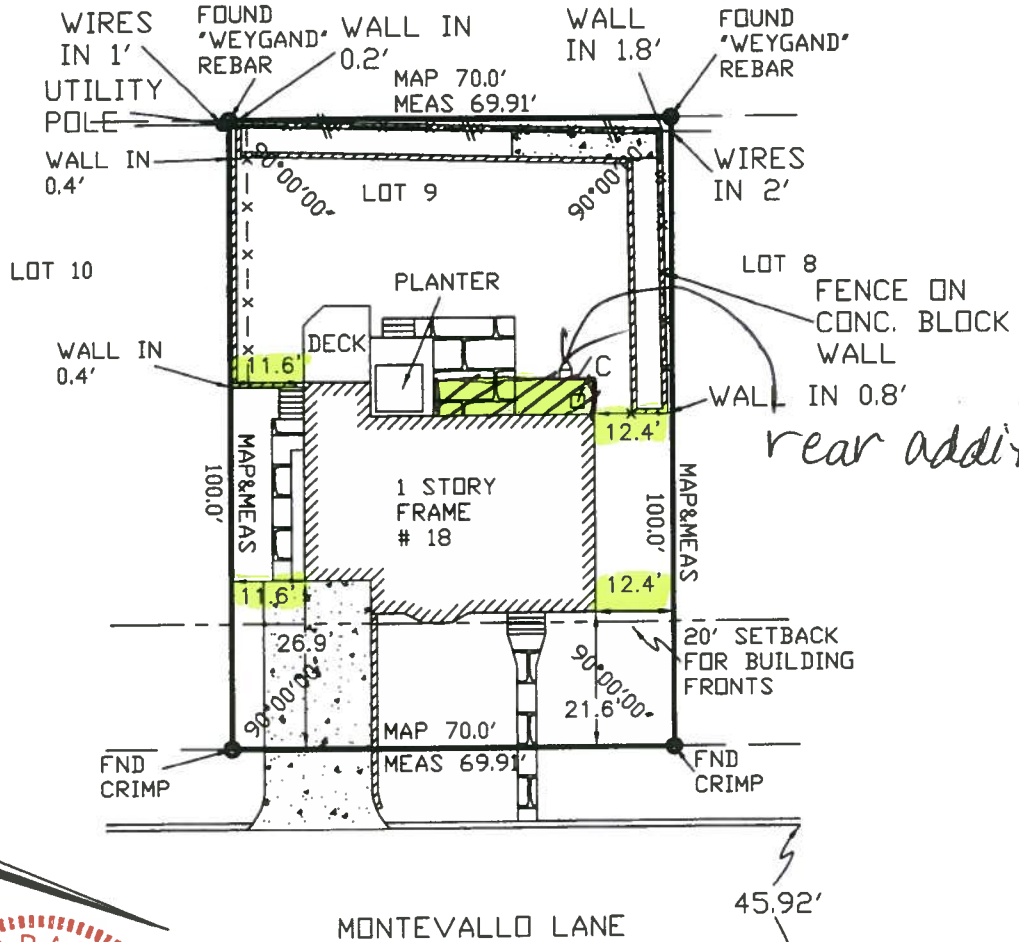 WIRES
IN 1'
FOUND
"WEYGAND"
REBAR
WALL IN
0.2'
WALL
IN 1.8'
FOUND
"WEYGAND"
REBAR
MAP 70.0'
MEAS 69.91'
UTILITY
POLE
WALL IN
0.4'
90°00'00"
LOT 9
90°00'00"
WIRES
IN 2'
LOT 10
LOT 8
PLANTER
FENCE ON
CONC. BLOCK
WALL
DECK
WALL IN
0.4'
11.6'
C
WALL IN 0.8'
12.4'
rear addi
MAP&MEAS
100.0'
1 STORY
FRAME
# 18
MAP&MEAS
100.0'
11.6'
12.4'
26.9'
20' SETBACK
FOR BUILDING
FRONTS
90°00'00"
90°00'00"
21.6'
MAP 70.0'
MEAS 69.91'
FND
CRIMP
FND
CRIMP
45.92'
MONTEVALLO LANE